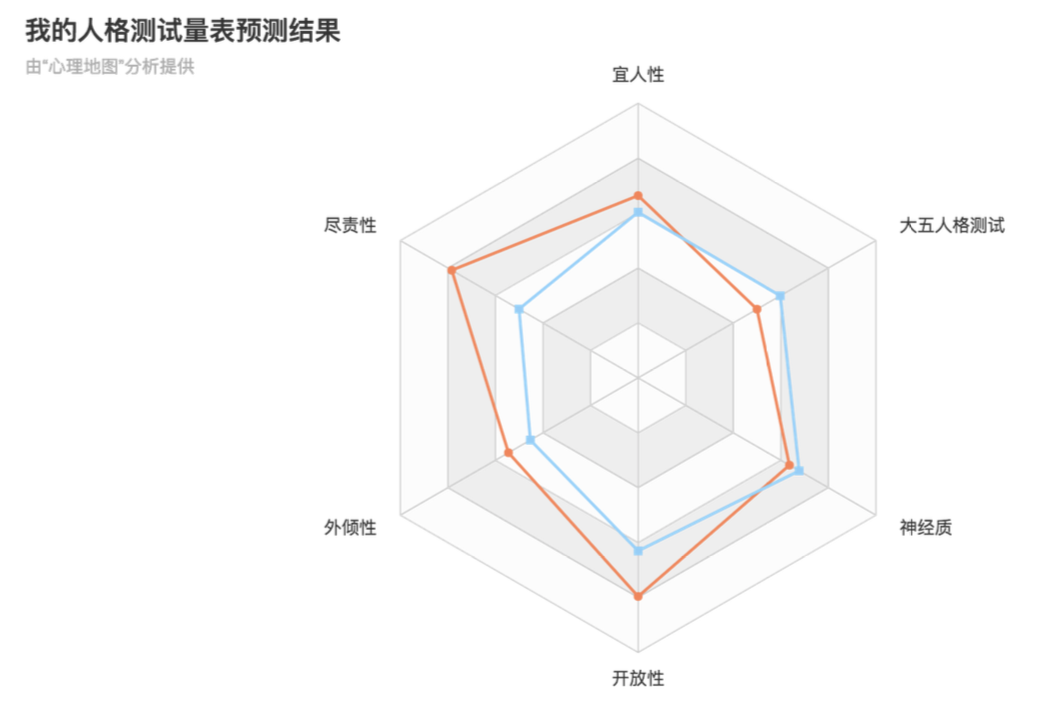 我的人格测试量表预测结果
由“心理地图”分析提供
宜人性
尽责性
大五人格测试
外倾性
神经质
开放性